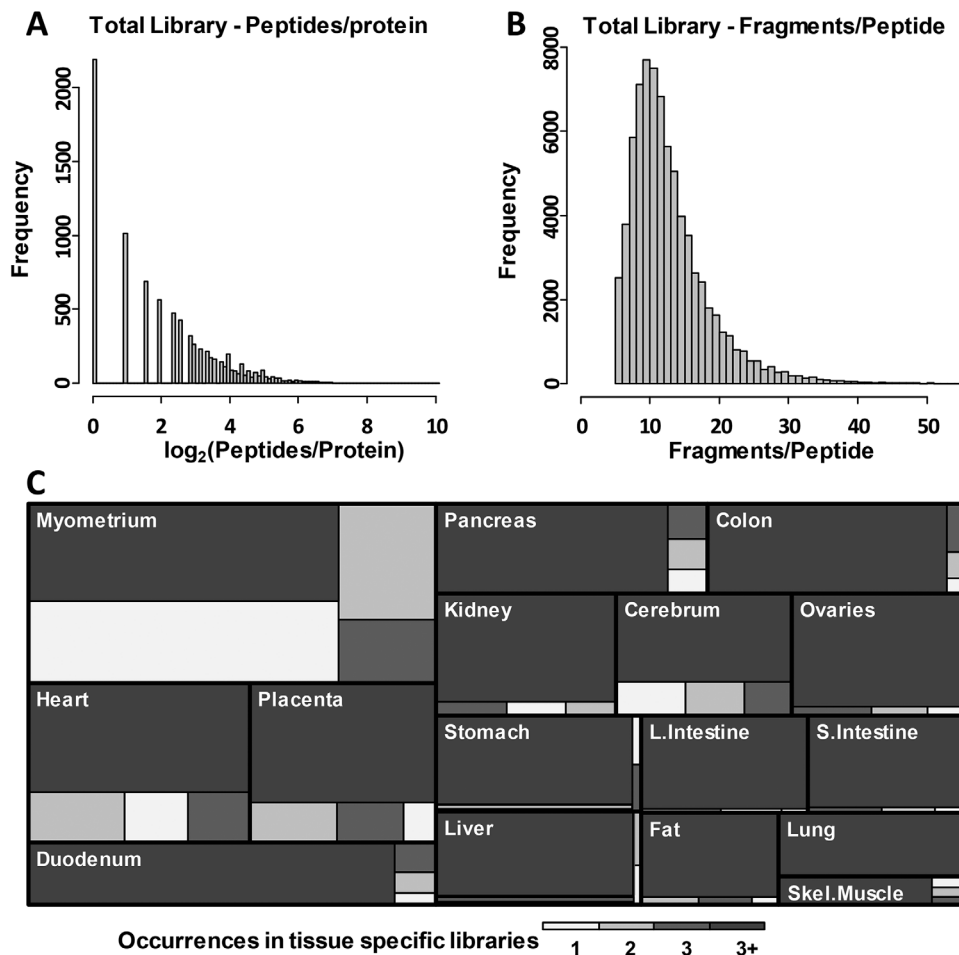 A
Total Library - Peptides/protein
Frequency
0
500
1000
1500
2000
0 2 4 6 8 10
log2(Peptides/Protein)
B
Total Library - Fragments/Peptide
Frequency
0
2000
4000
6000
8000
0 10 20 30 40 50
Fragments/Peptide
C
Myometrium
Pancreas
Colon
Kidney
Cerebrum
Ovaries
Heart
Placenta
Stomach
L.Intestine
S.Intestine
Liver
Fat
Lung
Duodenum
Skel.Muscle
Occurrences in tissue specific libraries
1 2 3 3+